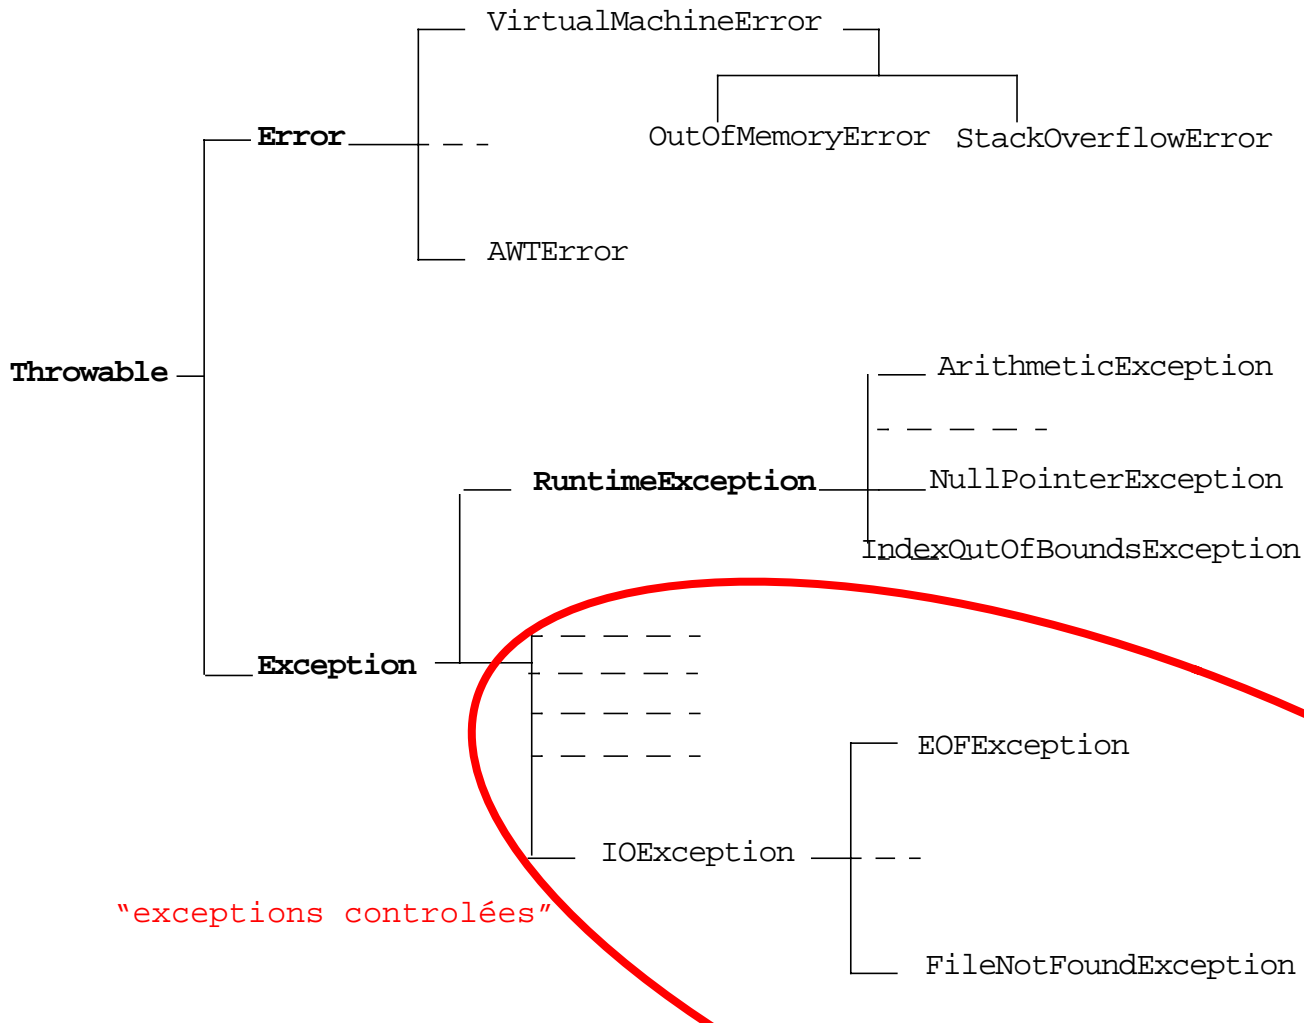 VirtualMachineError
Error
OutOfMemoryError StackOverflowError
AWTError
Throwable
ArithmeticException
RuntimeException
NullPointerException
IndexOutOfBoundsException
Exception
EOFException
IOException
“exceptions controlées”
FileNotFoundException